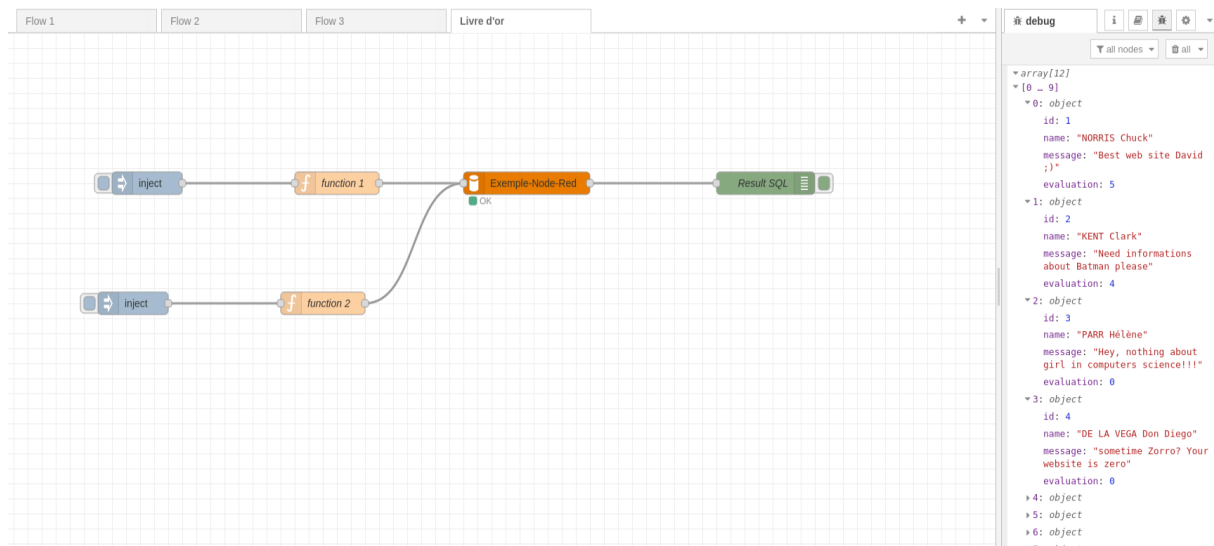 Flow 1
Flow 2
Flow 3
Livre d'or
inject
function 1
Exemple-Node-Red
OK
Result SQL
inject
function 2
debug
all nodes
all
array[12]
[0 … 9]
0: object
id: 1
name: "NORRIS Chuck"
message: "Best web site David
;)"
evaluation: 5
1: object
id: 2
name: "KENT Clark"
message: "Need informations
about Batman please"
evaluation: 4
2: object
id: 3
name: "PARR Hélène"
message: "Hey, nothing about
girl in computers science!!!"
evaluation: 0
3: object
id: 4
name: "DE LA VEGA Don Diego"
message: "sometime Zorro? Your
website is zero"
evaluation: 0
4: object
5: object
6: object